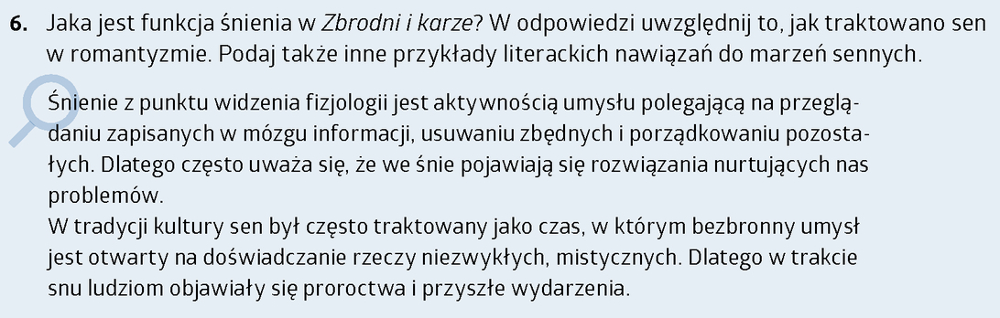 6. Jaka jest funkcja śnienia w Zbrodni i karze? W odpowiedzi uwzględnij to, jak traktowano sen
w romantyzmie. Podaj także inne przykłady literackich nawiązań do marzeń sennych.
Śnienie z punktu widzenia fizjologii jest aktywnością umysłu polegającą na przeglą-
daniu zapisanych w mózgu informacji, usuwaniu zbędnych i porządkowaniu pozosta-
łych. Dlatego często uważa się, że we śnie pojawiają się rozwiązania nurtujących nas
problemów.
W tradycji kultury sen był często traktowany jako czas, w którym bezbronny umysł
jest otwarty na doświadczanie rzeczy niezwykłych, mistycznych. Dlatego w trakcie
snu ludziom objawiały się proroctwa i przyszłe wydarzenia.